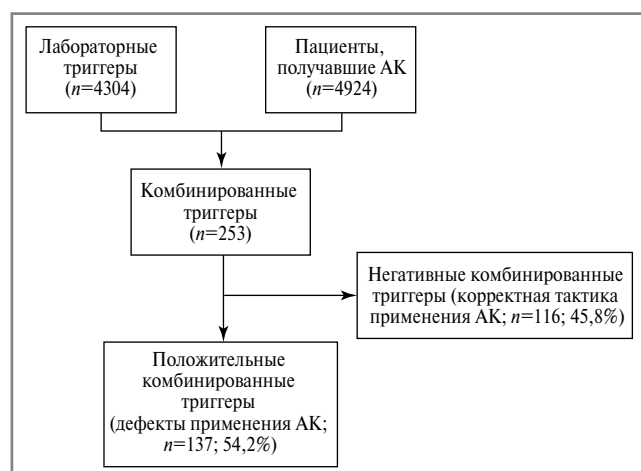 Лабораторные
триггеры
(n=4304)
Пациенты,
получавшие АК
(n=4924)
Комбинированные
триггеры
(n=253)
Негативные комбинированные
триггеры (корректная тактика
применения АК; n=116; 45,8%)
Положительные
комбинированные
триггеры
(дефекты применения АК;
n=137; 54,2%)